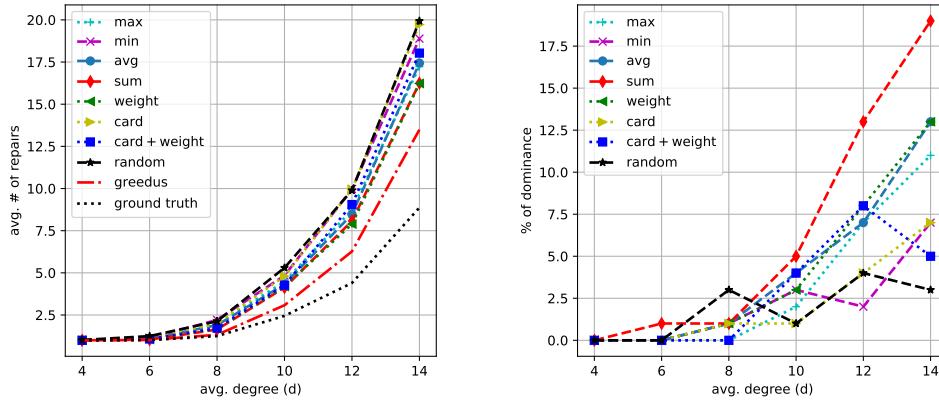 20.0
17.5
15.0
12.5
10.0
7.5
5.0
2.5
avg. # of repairs
max
min
avg
sum
weight
card
card + weight
random
greedus
ground truth
4 6 8 10 12 14
avg. degree (d)
17.5
15.0
12.5
10.0
7.5
5.0
2.5
0.0
% of dominance
max
min
avg
sum
weight
card
card + weight
random
4 6 8 10 12 14
avg. degree (d)